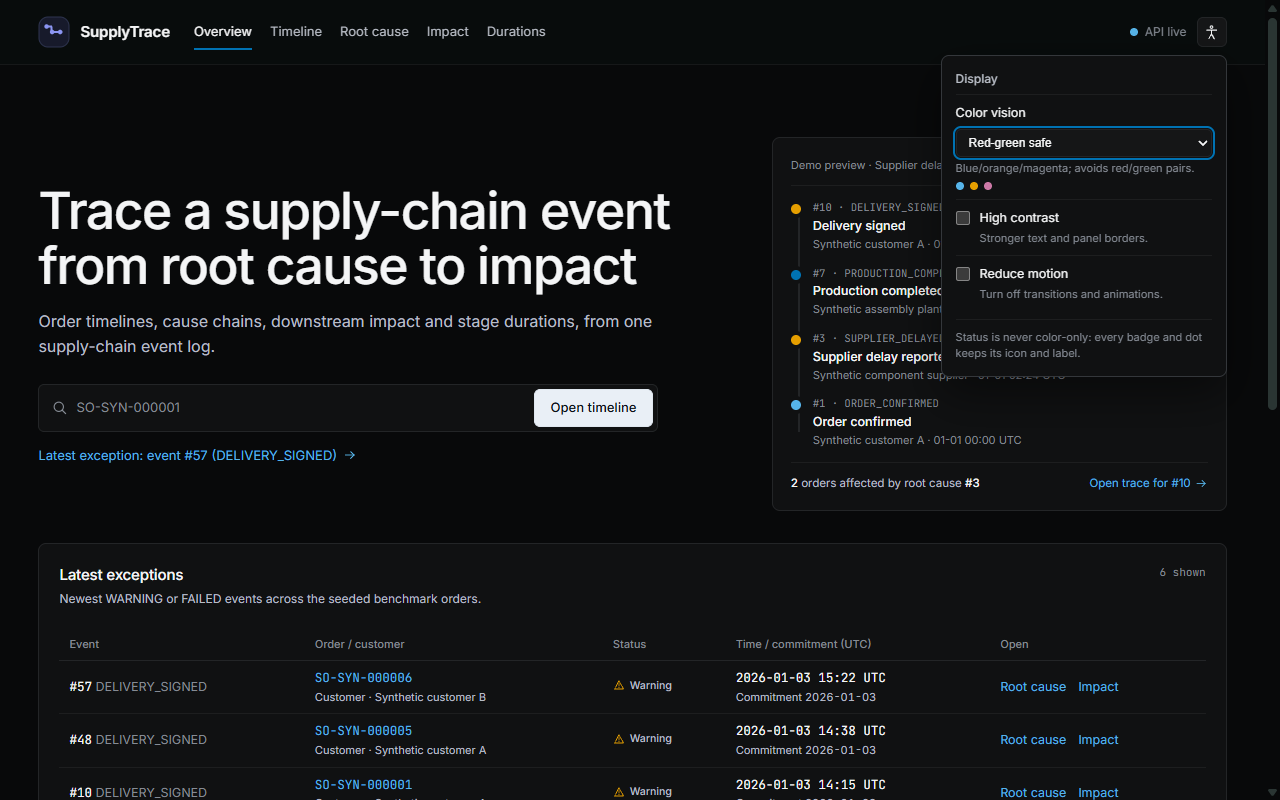 SupplyTrace
Overview
Timeline
Root cause
Impact
Durations
API live
Display
Color vision
Red-green safe
Blue/orange/magenta; avoids red/green pairs.
High contrast
Stronger text and panel borders.
Reduce motion
Turn off transitions and animations.
Status is never color-only: every badge and dot
keeps its icon and label.
Trace a supply-chain event
from root cause to impact
Order timelines, cause chains, downstream impact and stage durations, from one
supply-chain event log.
SO-SYN-000001
Open timeline
Latest exception: event #57 (DELIVERY_SIGNED) →
Demo preview · Supplier
#10 ·
Delivery signed
Synthetic customer A ·
#7 ·
Production completed
Synthetic assembly
#3 ·
Supplier delay
Synthetic component
#1 · ORDER_CONFIRMED
Order confirmed
Synthetic customer A · 01-01 00:00 UTC
2 orders affected by root cause #3
Open trace for #10 →
Latest exceptions
6 shown
Newest WARNING or FAILED events across the seeded benchmark orders.
Event
Order / customer
Status
Time / commitment (UTC)
Open
#57 DELIVERY_SIGNED
SO-SYN-000006
Customer · Synthetic customer B
Warning
2026-01-03 15:22 UTC
Commitment 2026-01-03
Root cause
Impact
#48 DELIVERY_SIGNED
SO-SYN-000005
Customer · Synthetic customer A
Warning
2026-01-03 14:38 UTC
Commitment 2026-01-03
Root cause
Impact
#10 DELIVERY_SIGNED
SO-SYN-000001
Warning
2026-01-03 14:15 UTC
Root cause
Impact